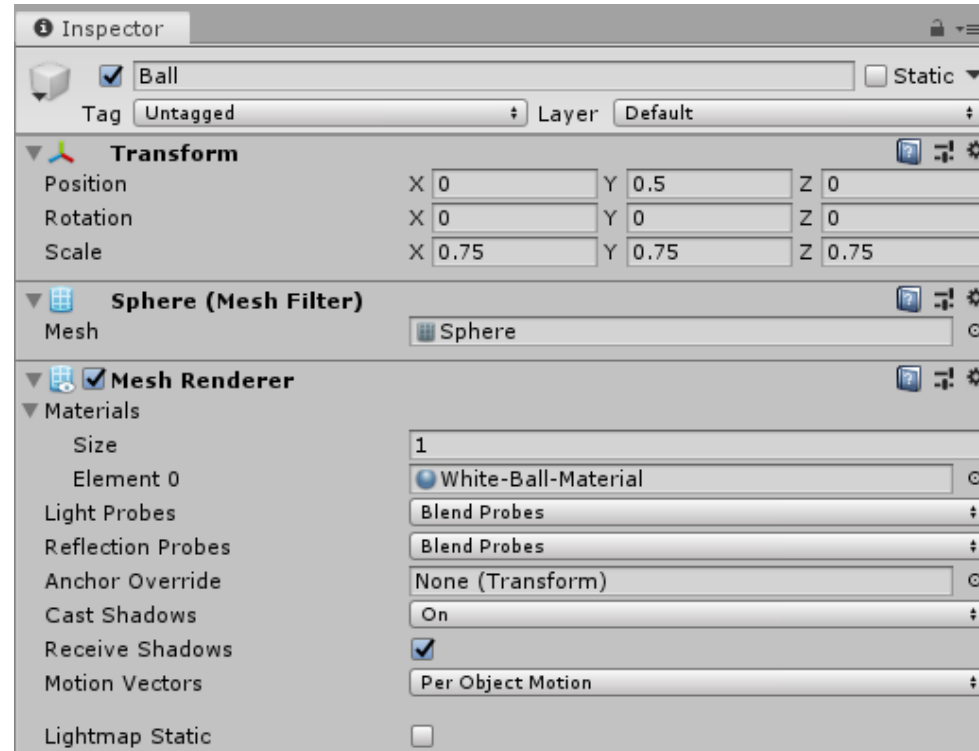 Inspector
Ball Static
Tag Untagged Layer Default
Transform
Position X 0 Y 0.5 Z 0
Rotation X 0 Y 0 Z 0
Scale X 0.75 Y 0.75 Z 0.75
Sphere (Mesh Filter)
Mesh Sphere
Mesh Renderer
Materials
Size 1
Element 0 White-Ball-Material
Light Probes Blend Probes
Reflection Probes Blend Probes
Anchor Override None (Transform)
Cast Shadows On
Receive Shadows
Motion Vectors Per Object Motion
Lightmap Static